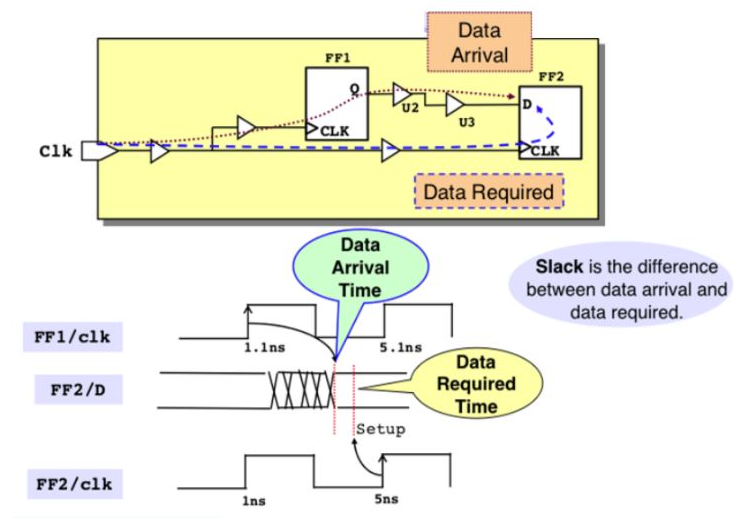 Data
Arrival
FF1
FF2
Q
U2
U3
D
CLK
CLK
Clk
Data Required
Data
Arrival
Time
Slack is the difference
between data arrival and
data required.
FF1/clk
1.1ns
5.1ns
FF2/D
Data
Required
Time
Setup
FF2/clk
1ns
5ns